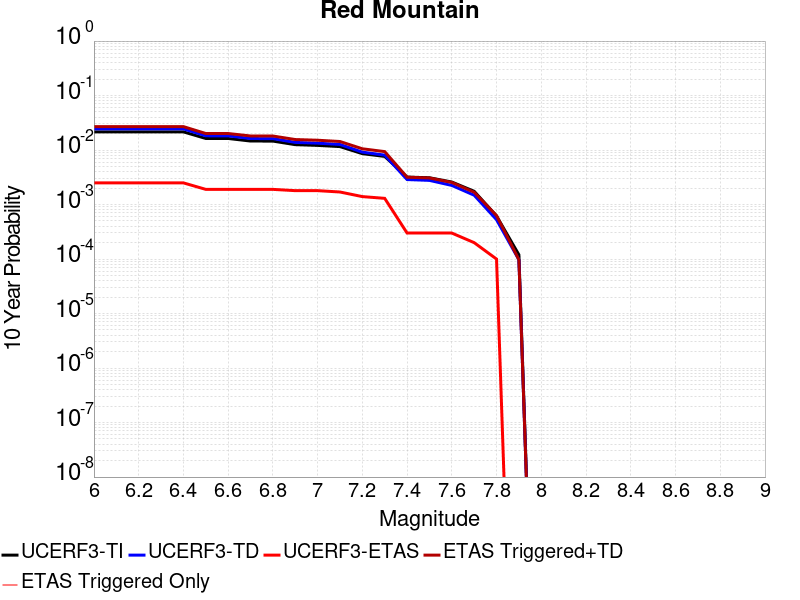 Red Mountain
10^0
10^-1
10^-2
10^-3
10^-4
10^-5
10^-6
10^-7
10^-8
10 Year Probability
6 6.2 6.4 6.6 6.8 7 7.2 7.4 7.6 7.8 8 8.2 8.4 8.6 8.8 9
Magnitude
UCERF3-TI UCERF3-TD UCERF3-ETAS ETAS Triggered+TD
ETAS Triggered Only